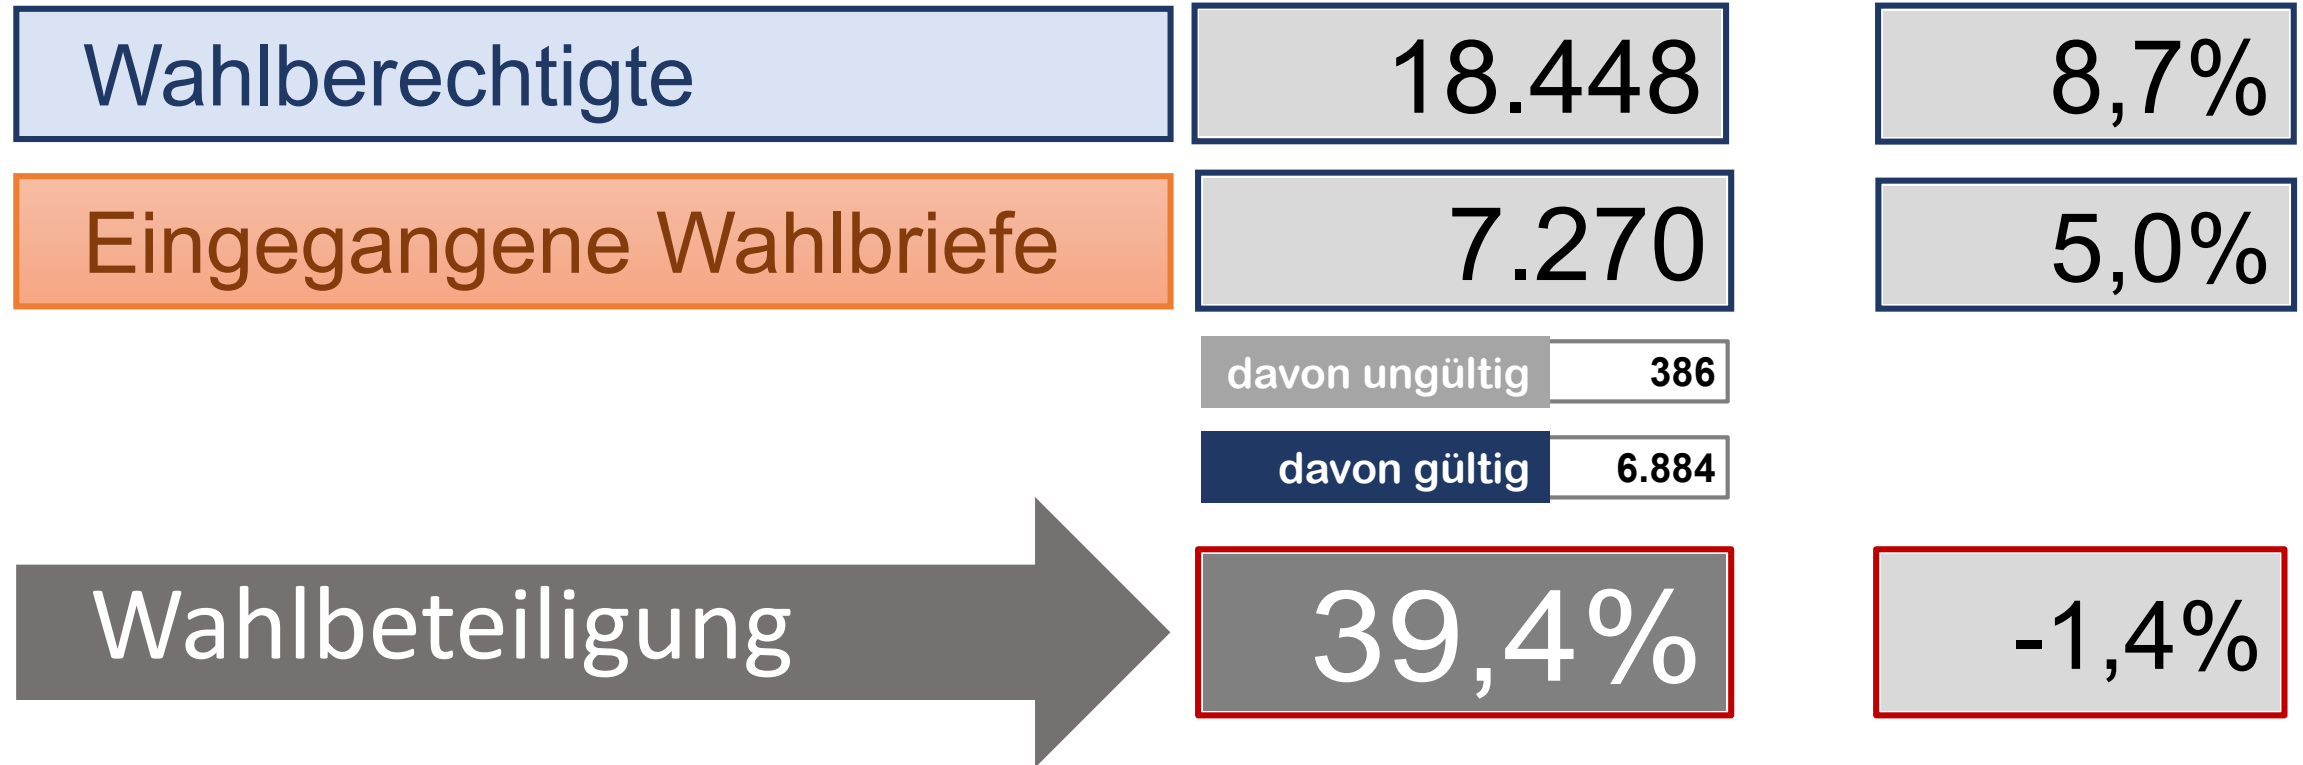 Wahlberechtigte 18.448 8,7%
Eingegangene Wahlbriefe 7.270 5,0%
davon ungültig 386
davon gültig 6.884
Wahlbeteiligung 39,4% -1,4%